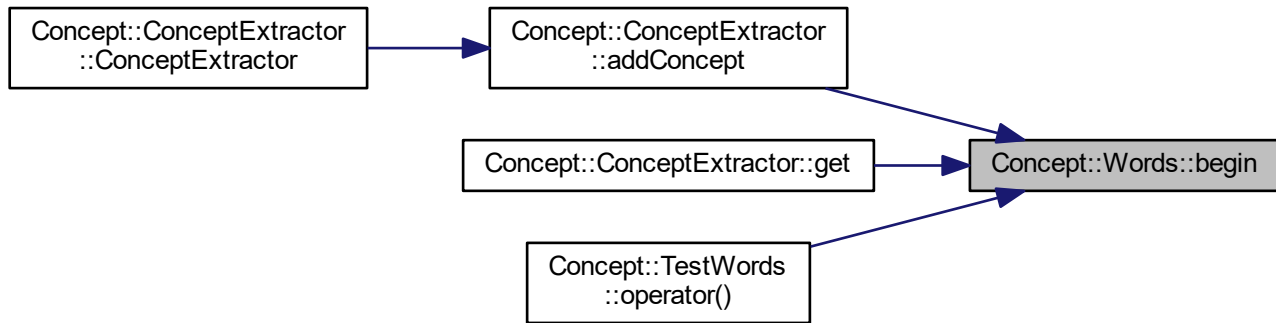 Concept::ConceptExtractor
::ConceptExtractor
Concept::ConceptExtractor
::addConcept
Concept::ConceptExtractor::get
Concept::Words::begin
Concept::TestWords
::operator()